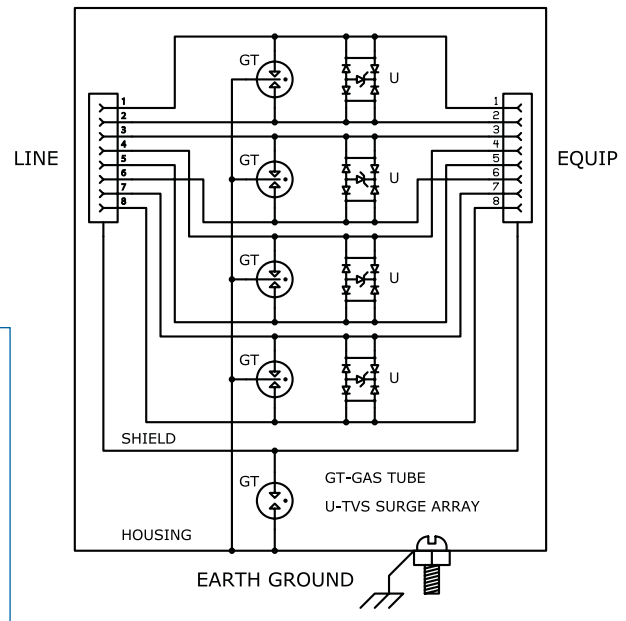 GT
U
1
2
3
4
5
6
7
8
1
2
3
4
5
6
7
8
LINE
EQUIP
GT
U
GT
U
GT
U
SHIELD
GT
GT-GAS TUBE
U-TVS SURGE ARRAY
HOUSING
EARTH GROUND